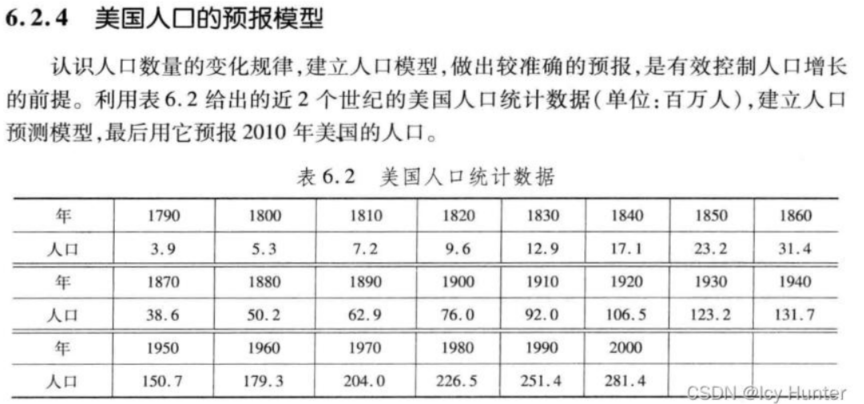 6.2.4 美国人口的预报模型
认识人口数量的变化规律,建立人口模型,做出较准确的预报,是有效控制人口增长
的前提。利用表6.2给出的近2个世纪的美国人口统计数据(单位:百万人),建立人口
预测模型,最后用它预报2010年美国的人口。
表6.2 美国人口统计数据
年 1790 1800 1810 1820 1830 1840 1850 1860
人口 3.9 5.3 7.2 9.6 12.9 17.1 23.2 31.4
年 1870 1880 1890 1900 1910 1920 1930 1940
人口 38.6 50.2 62.9 76.0 92.0 106.5 123.2 131.7
年 1950 1960 1970 1980 1990 2000
人口 150.7 179.3 204.0 226.5 251.4 281.4
CSDN @Icy Hunter